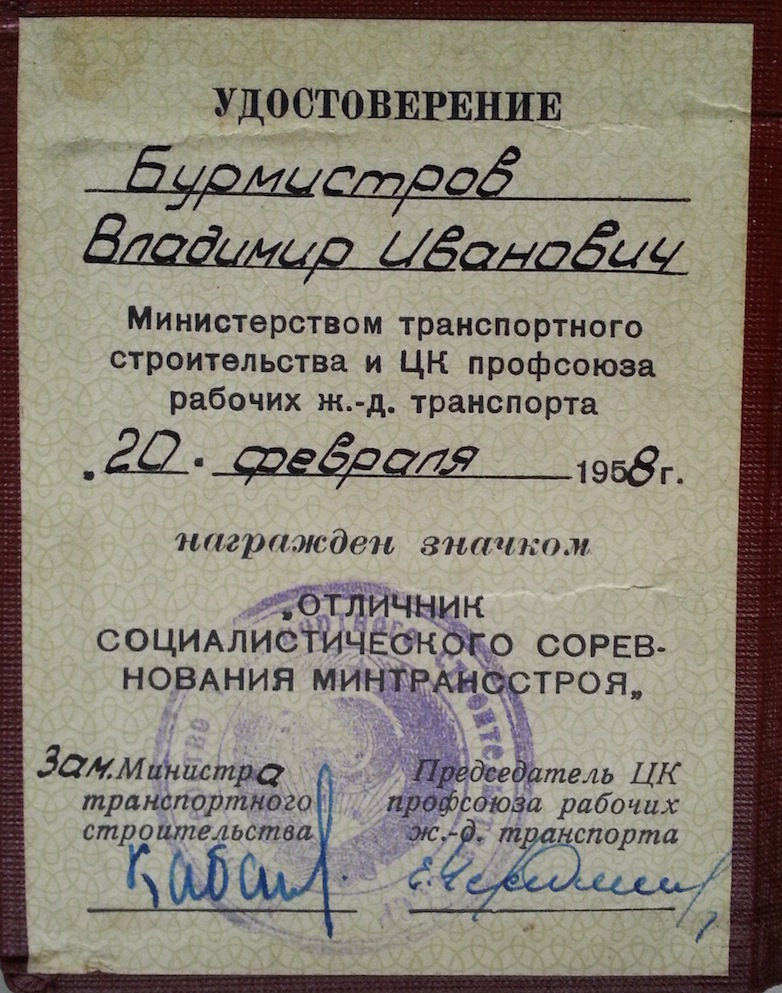 УДОСТОВЕРЕНИЕ
Бурмистров
Владимир Иванович
Министерством транспортного
строительства и ЦК профсоюза
рабочих ж.-д. транспорта
„20. февраля 1958 г.
награжден значком
„ОТЛИЧНИК
СОЦИАЛИСТИЧЕСКОГО СОРЕВ-
НОВАНИЯ МИНТРАНССТРОЯ„
Зам. Министра
транспортного
строительства
Председатель ЦК
профсоюза рабочих
ж.-д. транспорта